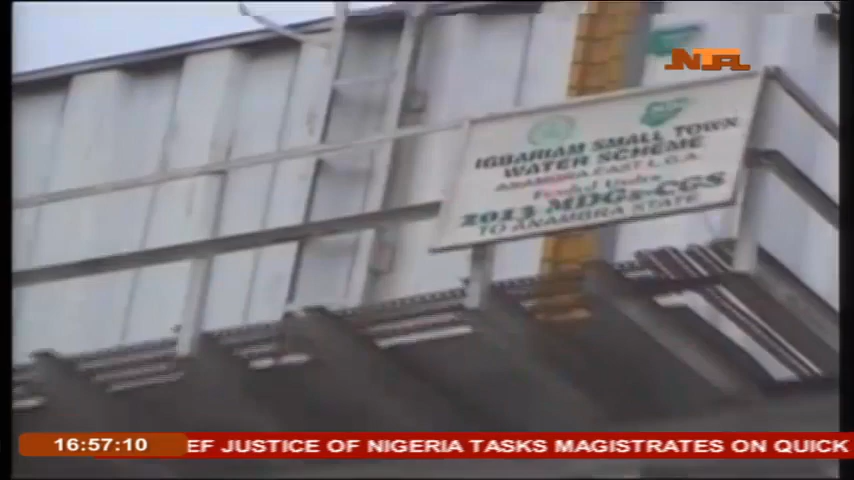 NTA
IGBARIAM SMALL TOWN
WATER SCHEME
ANAMBRA EAST L.G.A.
Funded Under
2013 MDGs-CGS
TO ANAMBRA STATE
16:57:10 EF JUSTICE OF NIGERIA TASKS MAGISTRATES ON QUICK